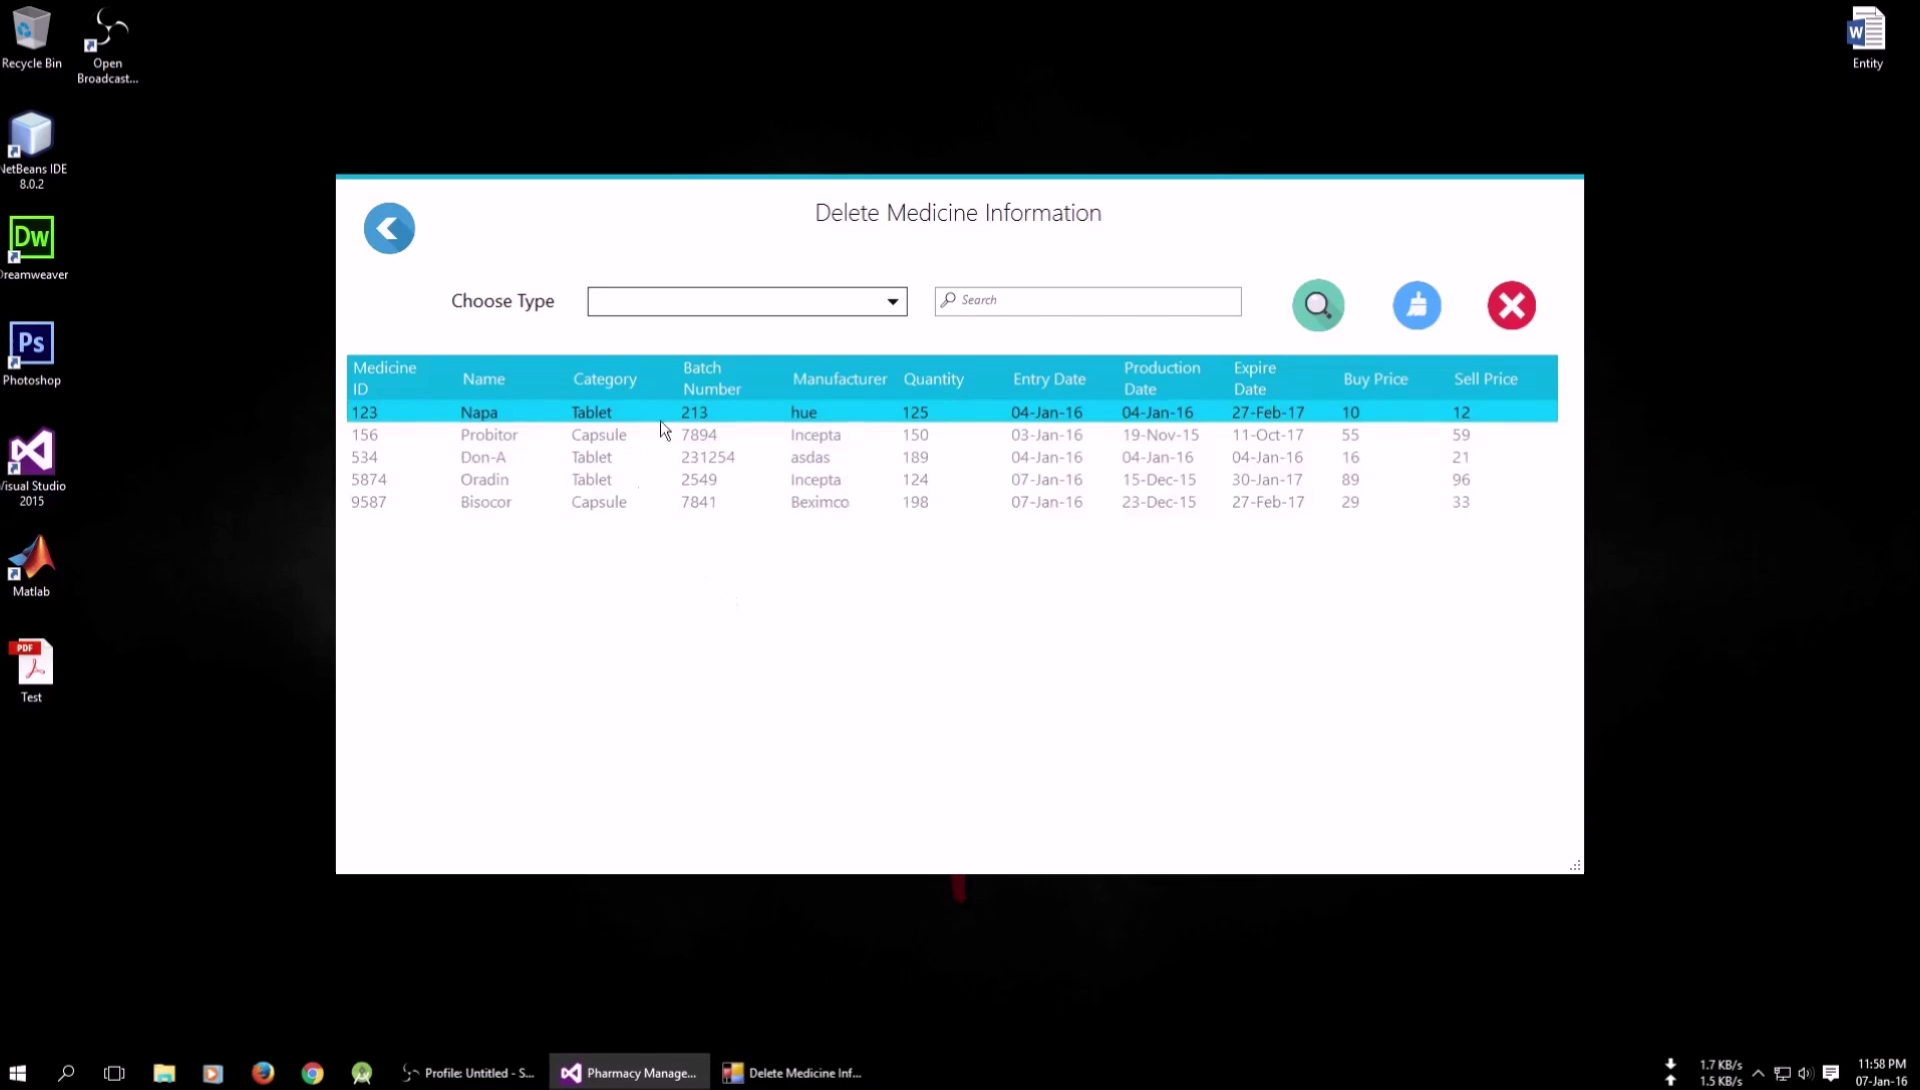 Recycle Bin
Open
Broadcast...
W
Entity
NetBeans IDE
8.0.2
Dw
Dreamweaver
Ps
Photoshop
Visual Studio
2015
Matlab
PDF
Test
Delete Medicine Information
Choose Type
Search
Medicine ID Name Category Batch Number Manufacturer Quantity Entry Date Production Date Expire Date Buy Price Sell Price
123 Napa Tablet 213 hue 125 04-Jan-16 04-Jan-16 27-Feb-17 10 12
156 Probitor Capsule 7894 Incepta 150 03-Jan-16 19-Nov-15 11-Oct-17 55 59
534 Don-A Tablet 231254 asdas 189 04-Jan-16 04-Jan-16 04-Jan-16 16 21
5874 Oradin Tablet 2549 Incepta 124 07-Jan-16 15-Dec-15 30-Jan-17 89 96
9587 Bisocor Capsule 7841 Beximco 198 07-Jan-16 23-Dec-15 27-Feb-17 29 33
Profile: Untitled - S...
Pharmacy Manage...
Delete Medicine Inf...
1.7 KB/s
1.5 KB/s
11:58 PM
07-Jan-16